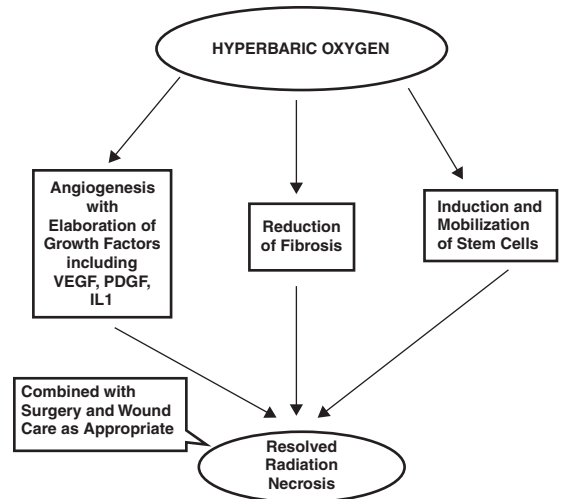 HYPERBARIC OXYGEN
Angiogenesis
with
Elaboration of
Growth Factors
including
VEGF, PDGF,
IL1
Reduction
of Fibrosis
Induction and
Mobilization
of Stem Cells
Combined with
Surgery and Wound
Care as Appropriate
Resolved
Radiation
Necrosis